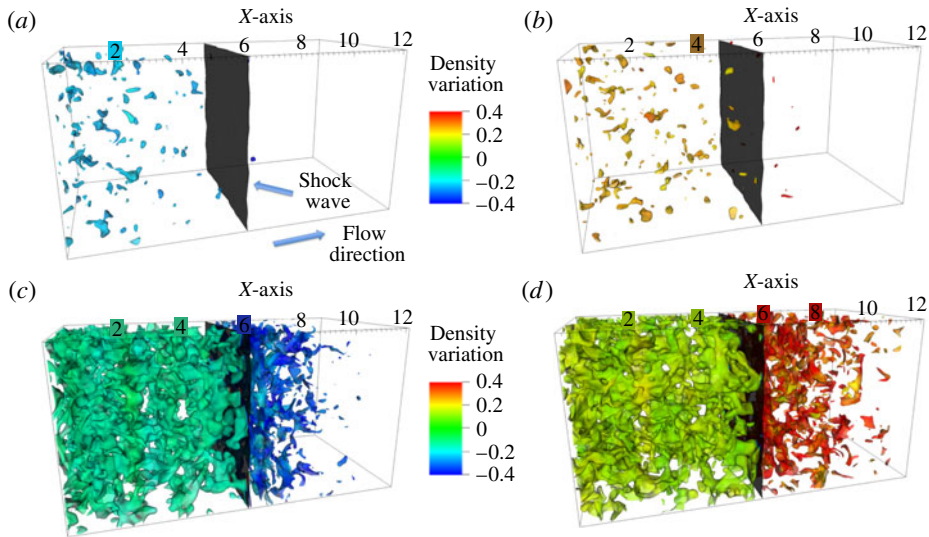 (a)
X-axis
2 4 6 8 10 12
Shock
wave
Flow
direction
Density
variation
0.4
0.2
0
−0.2
−0.4
(b)
X-axis
2 4 6 8 10 12
(c)
X-axis
2 4 6 8 10 12
Density
variation
0.4
0.2
0
−0.2
−0.4
(d)
X-axis
2 4 6 8 10 12